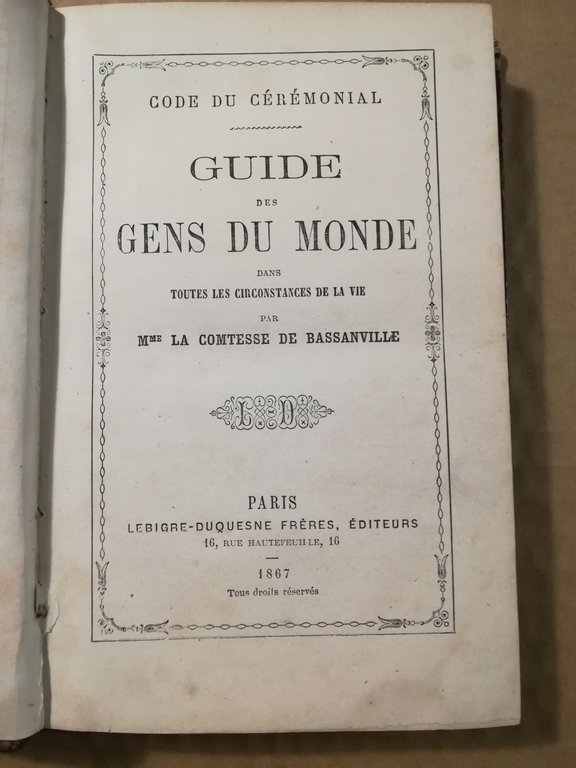 CODE DU CÉRÉMONIAL
GUIDE
DES
GENS DU MONDE
DANS
TOUTES LES CIRCONSTANCES DE LA VIE
PAR
MME LA COMTESSE DE BASSANVILLE
L-D
PARIS
LEBIGRE-DUQUESNE FRÈRES, ÉDITEURS
16, RUE HAUTEFEUILLE, 16
1867
Tous droits réservés